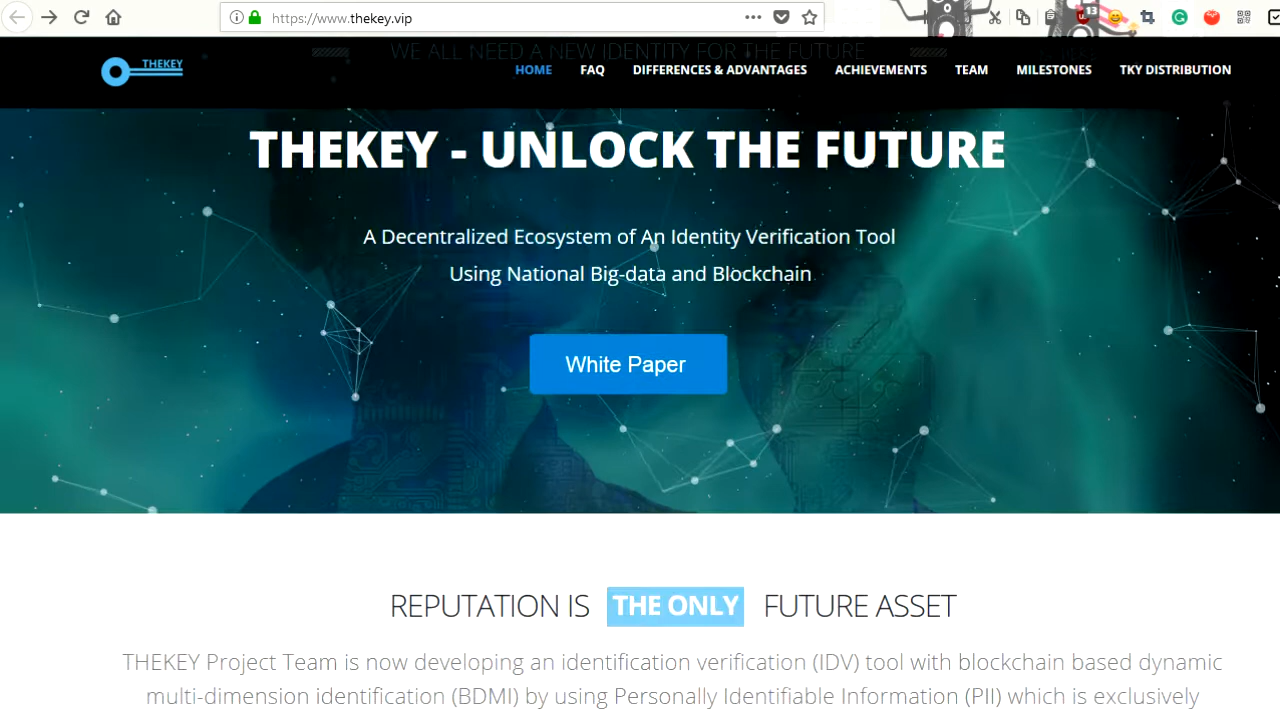 https://www.thekey.vip
13
WE ALL NEED A NEW IDENTITY FOR THE FUTURE
THEKEY
HOME FAQ DIFFERENCES & ADVANTAGES ACHIEVEMENTS TEAM MILESTONES TKY DISTRIBUTION
THEKEY - UNLOCK THE FUTURE
A Decentralized Ecosystem of An Identity Verification Tool
Using National Big-data and Blockchain
White Paper
REPUTATION IS THE ONLY FUTURE ASSET
THEKEY Project Team is now developing an identification verification (IDV) tool with blockchain based dynamic
multi-dimension identification (BDMI) by using Personally Identifiable Information (PII) which is exclusively